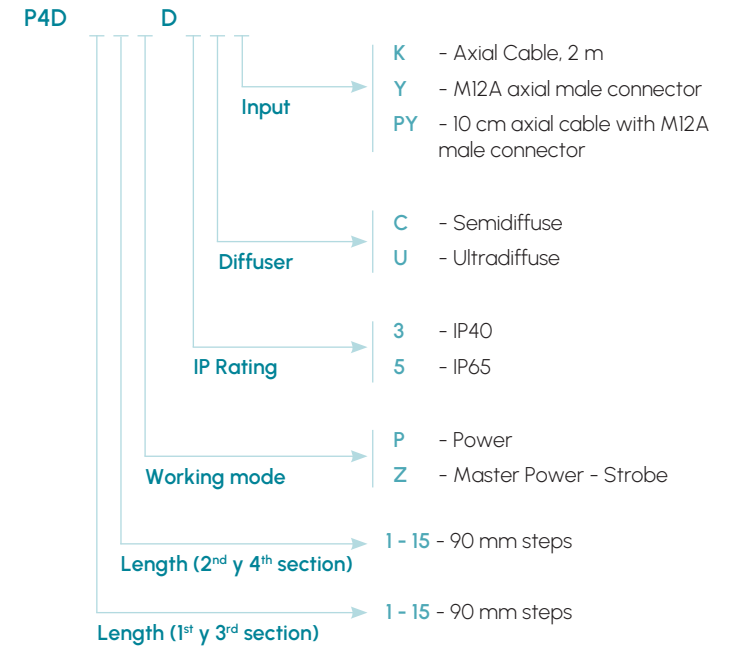 P4D D
K - Axial Cable, 2 m
Y - M12A axial male connector
PY - 10 cm axial cable with M12A
male connector
Input
C - Semidiffuse
U - Ultradiffuse
Diffuser
3 - IP40
5 - IP65
IP Rating
P - Power
Z - Master Power - Strobe
Working mode
1 - 15 - 90 mm steps
Length (2nd y 4th section)
1 - 15 - 90 mm steps
Length (1st y 3rd section)